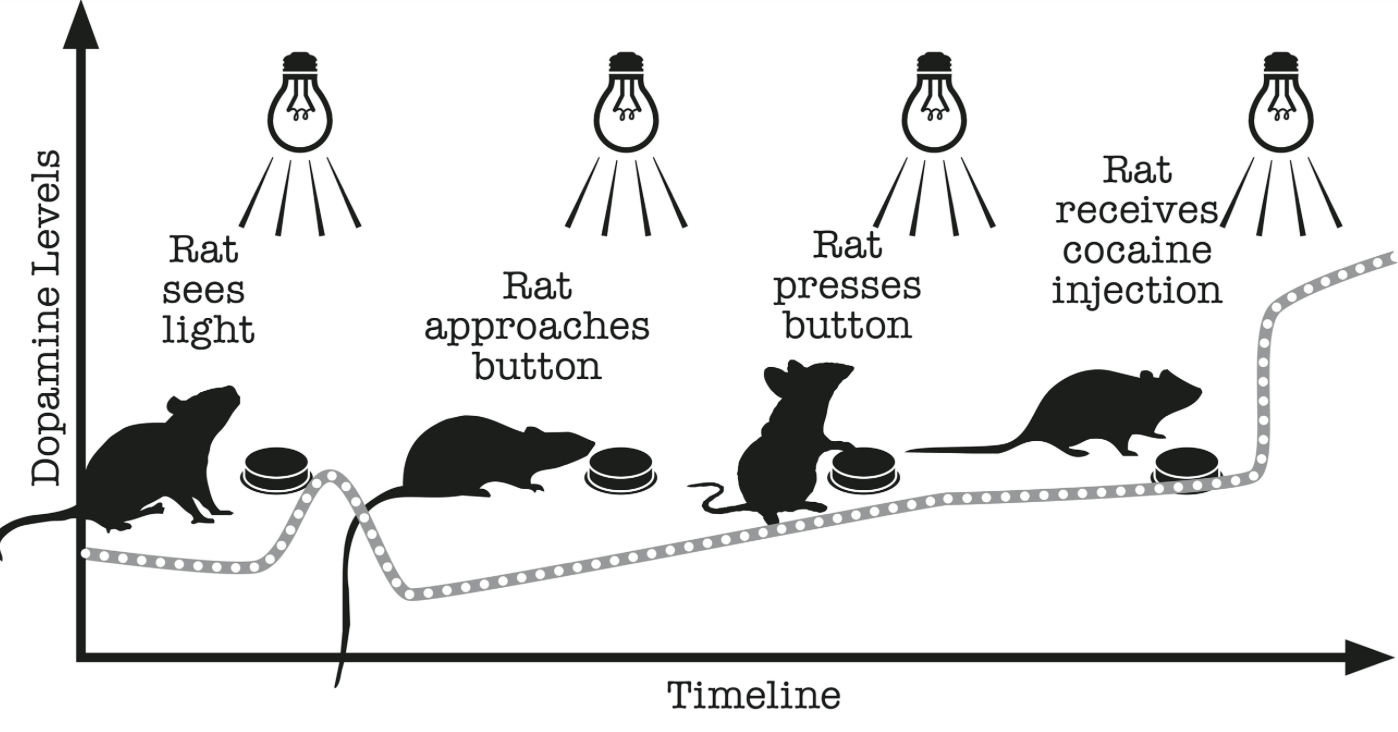 Dopamine Levels
Rat
sees
light
Rat
approaches
button
Rat
presses
button
Rat
receives
cocaine
injection
Timeline